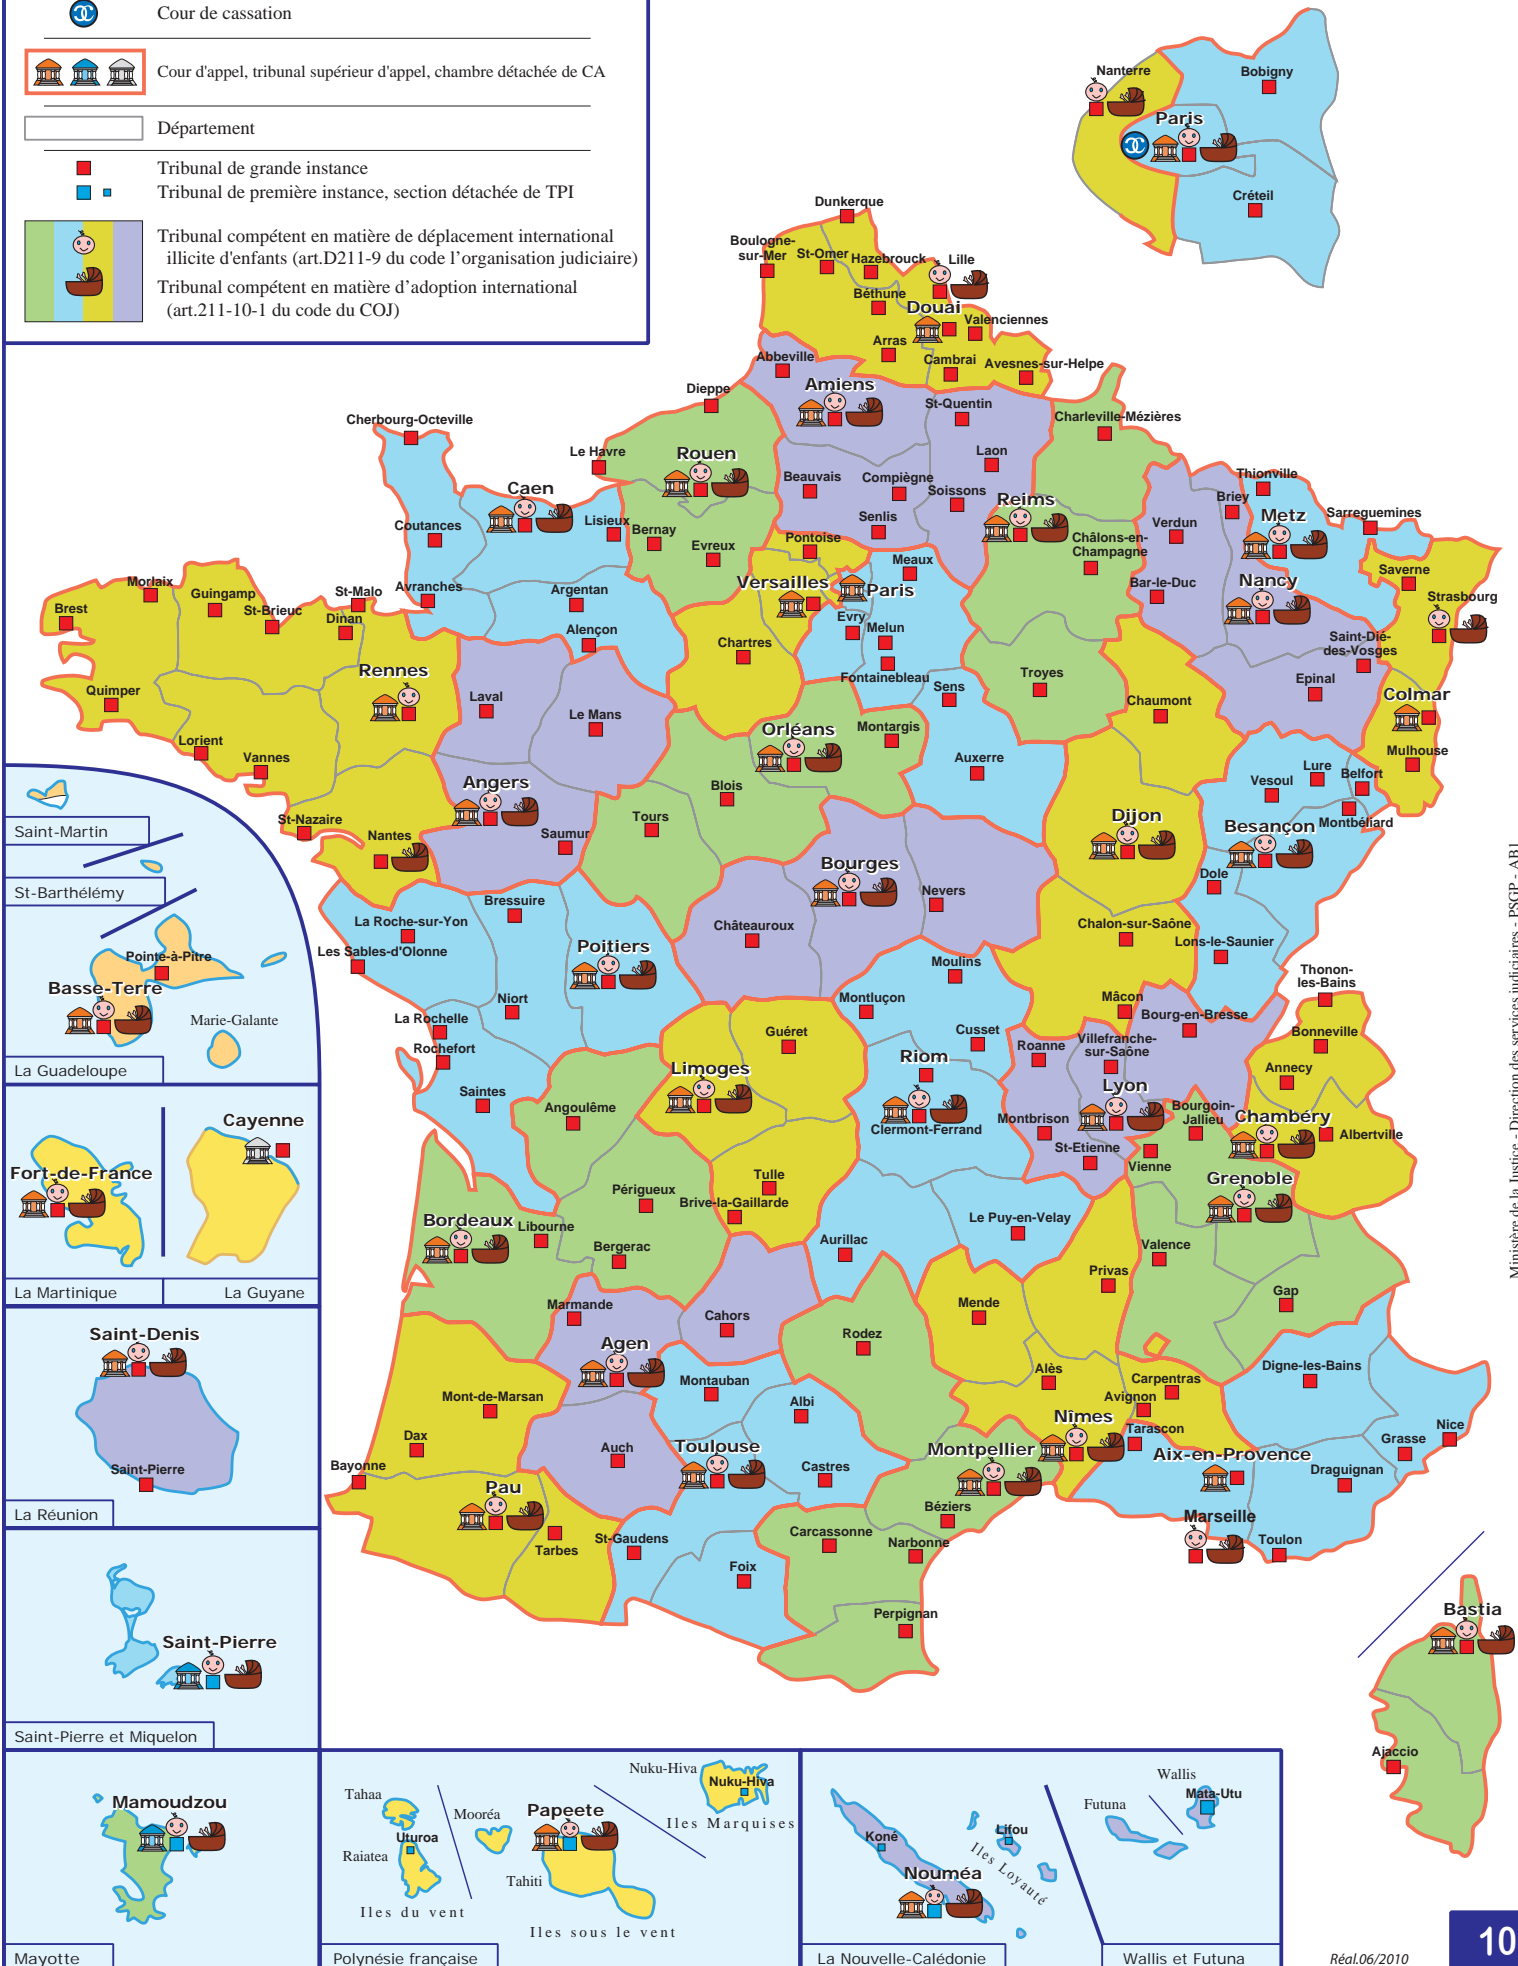 Cour de cassation
Cour d'appel, tribunal supérieur d'appel, chambre détachée de CA
Département
Tribunal de grande instance
Tribunal de première instance, section détachée de TPI
Tribunal compétent en matière de déplacement international
illicite d'enfants (art.D211-9 du code l'organisation judiciaire)
Tribunal compétent en matière d'adoption international
(art.211-10-1 du code du COJ)
Nanterre
Bobigny
Paris
Créteil
Dunkerque
Boulogne-
sur-Mer
St-Omer
Hazebrouck
Lille
Béthune
Douai
Valenciennes
Arras
Cambrai
Avesnes-sur-Helpe
Abbeville
Amiens
Dieppe
St-Quentin
Charleville-Mézières
Cherbourg-Octeville
Le Havre
Rouen
Laon
Beauvais
Compiègne
Soissons
Reims
Thionville
Briey
Metz
Sarreguemines
Caen
Lisieux
Coutances
Bernay
Evreux
Senlis
Pontoise
Verdun
Châlons-en-
Champagne
Meaux
Saverne
Morlaix
Guingamp
St-Brieuc
St-Malo
Dinan
Avranches
Argentan
Versailles
Paris
Bar-le-Duc
Nancy
Strasbourg
Brest
Alençon
Chartres
Evry
Melun
Fontainebleau
Saint-Dié-
des-Vosges
Rennes
Quimper
Laval
Le Mans
Sens
Troyes
Chaumont
Epinal
Colmar
Lorient
Vannes
Orléans
Montargis
Auxerre
Mulhouse
Vesoul
Lure
Belfort
Angers
Blois
Tours
Dijon
Besançon
Montbéliard
St-Nazaire
Nantes
Saumur
Saint-Martin
St-Barthélémy
Bourges
Nevers
Dole
Bressuire
La Roche-sur-Yon
Les Sables-d'Olonne
Poitiers
Châteauroux
Chalon-sur-Saône
Lons-le-Saunier
Pointe-à-Pitre
Basse-Terre
Marie-Galante
La Guadeloupe
Niort
Moulins
Montluçon
Mâcon
Bourg-en-Bresse
Thonon-
les-Bains
Bonneville
La Rochelle
Rochefort
Guéret
Cusset
Roanne
Villefranche-
sur-Saône
Annecy
Limoges
Riom
Lyon
Saintes
Angoulême
Clermont-Ferrand
Montbrison
Bourgoin-
Jallieu
Chambéry
Albertville
Cayenne
St-Etienne
Vienne
Fort-de-France
Tulle
Grenoble
Périgueux
Brive-la-Gaillarde
Bordeaux
Libourne
Le Puy-en-Velay
Bergerac
Aurillac
Valence
Privas
Gap
La Martinique
La Guyane
Marmande
Cahors
Mende
Saint-Denis
Agen
Rodez
Digne-les-Bains
Montauban
Alès
Carpentras
Mont-de-Marsan
Albi
Avignon
Nîmes
Nice
Dax
Auch
Toulouse
Montpellier
Tarascon
Aix-en-Provence
Grasse
Saint-Pierre
Bayonne
Castres
Draguignan
Pau
Béziers
Marseille
La Réunion
Tarbes
St-Gaudens
Carcassonne
Narbonne
Toulon
Foix
Perpignan
Bastia
Saint-Pierre
Saint-Pierre et Miquelon
Ajaccio
Mamoudzou
Mayotte
Tahaa
Mooréa
Papeete
Nuku-Hiva
Nuku-Hiva
Iles Marquises
Uturoa
Raiatea
Tahiti
Iles du vent
Iles sous le vent
Polynésie française
Koné
Lifou
Iles Loyauté
Nouméa
La Nouvelle-Calédonie
Wallis
Mata-Utu
Futuna
Wallis et Futuna
Ministère de la Justice - Direction des services judiciaires - PSGP - AB1
Réal.06/2010
10